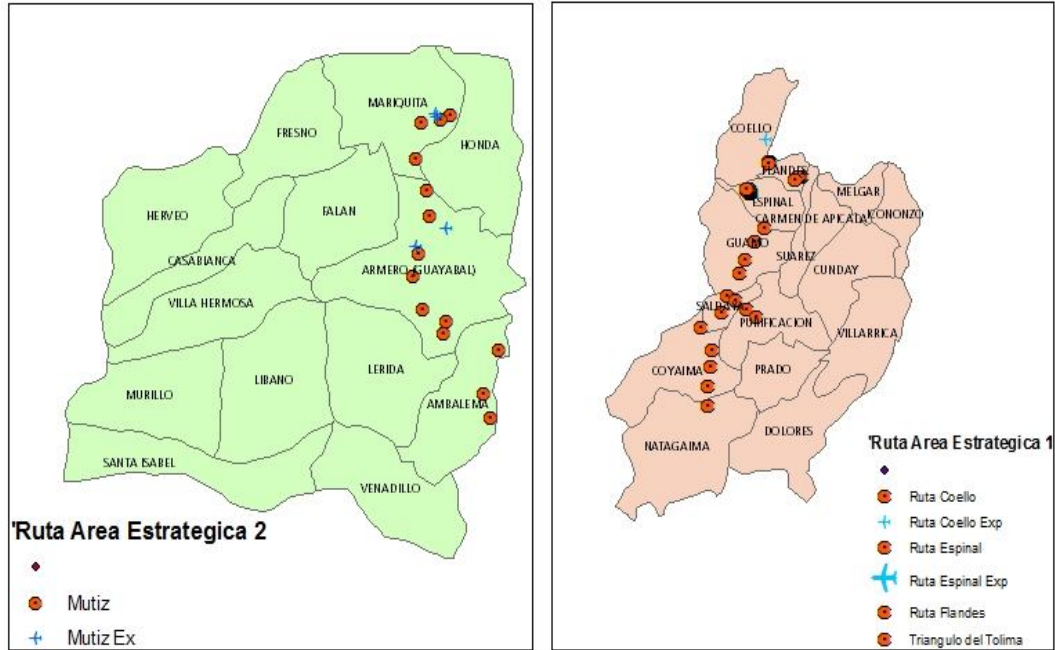 MARIQUITA
FRESNO
HONDA
HERVEO
FALAN
CASABIANCA
ARMERO (GUAYABAL)
VILLA HERMOSA
LERIDA
LIBANO
MURILLO
AMBALEMA
SANTA ISABEL
VENADILLO
'Ruta Area Estrategica 2
Mutiz
Mutiz Ex
COELLO
FLANDES
MELGAR
ESPINAL
ICONONZO
CARMEN DE APICALA
GUAMO
SUAREZ
CUNDAY
SALDAÑA
PURIFICACION
VILLARRICA
COYAIMA
PRADO
DOLORES
NATAGAIMA
'Ruta Area Estrategica 1
Ruta Coello
Ruta Coello Exp
Ruta Espinal
Ruta Espinal Exp
Ruta Flandes
Triangulo del Tolima